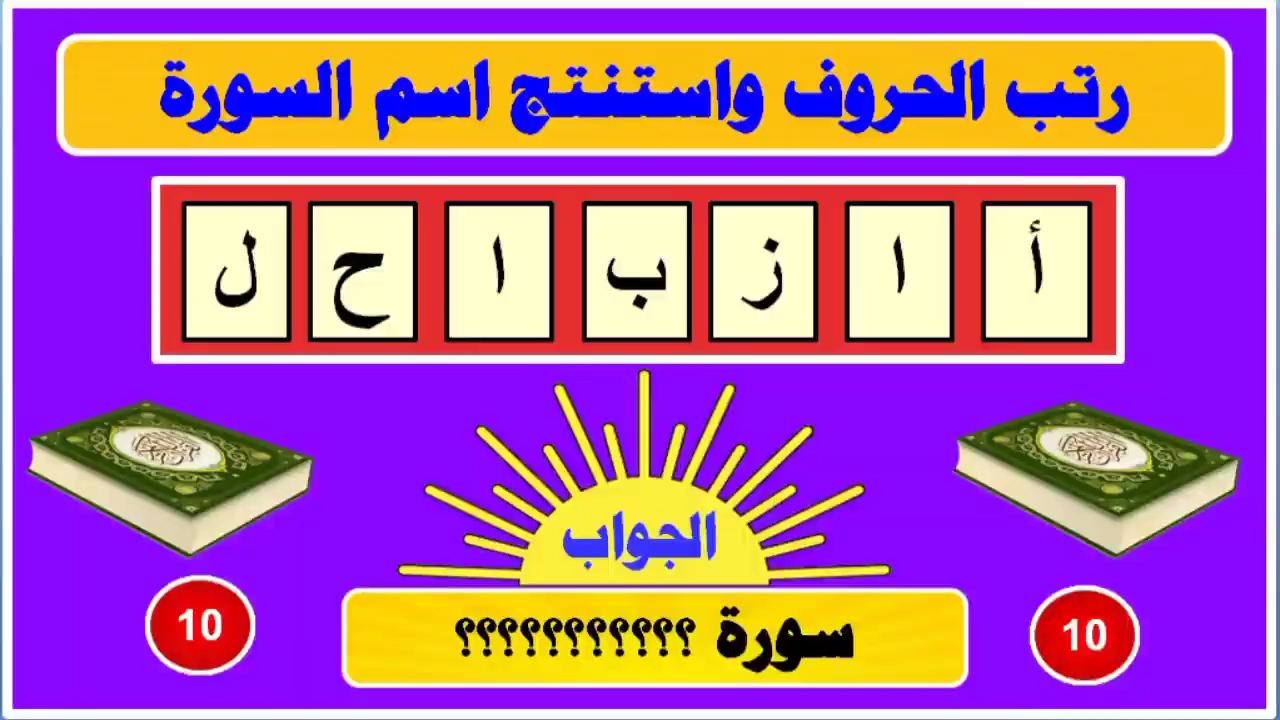 رتب الحروف واستنتج اسم السورة
أ ا ز ب ا ح ل
الجواب
10
10
سورة ؟؟؟؟؟؟؟؟؟؟؟